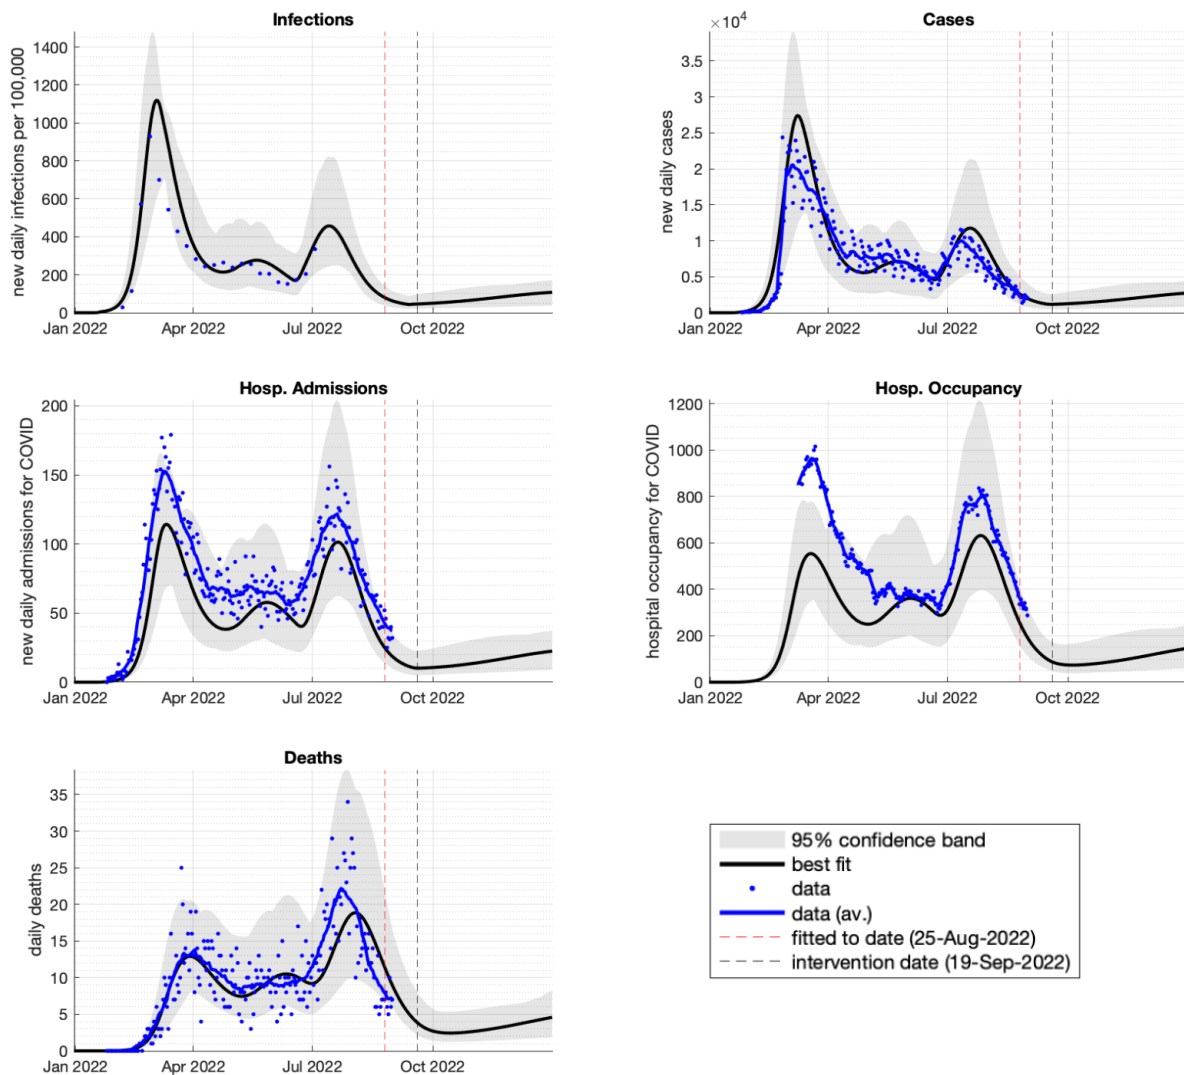 Infections
new daily infections per 100,000
1400
1200
1000
800
600
400
200
0
Jan 2022 Apr 2022 Jul 2022 Oct 2022
Cases
×10⁴
new daily cases
3.5
3
2.5
2
1.5
1
0.5
0
Jan 2022 Apr 2022 Jul 2022 Oct 2022
Hosp. Admissions
new daily admissions for COVID
200
150
100
50
0
Jan 2022 Apr 2022 Jul 2022 Oct 2022
Hosp. Occupancy
hospital occupancy for COVID
1200
1000
800
600
400
200
0
Jan 2022 Apr 2022 Jul 2022 Oct 2022
Deaths
daily deaths
35
30
25
20
15
10
5
0
Jan 2022 Apr 2022 Jul 2022 Oct 2022
95% confidence band
best fit
data
data (av.)
fitted to date (25-Aug-2022)
intervention date (19-Sep-2022)